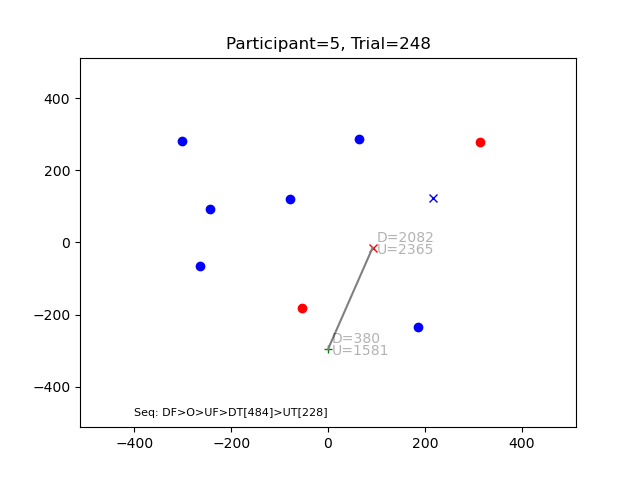 Participant=5, Trial=248
400
200
0
−200
−400
D=2082
U=2365
D=380
U=1581
Seq: DF>O>UF>DT[484]>UT[228]
−400 −200 0 200 400